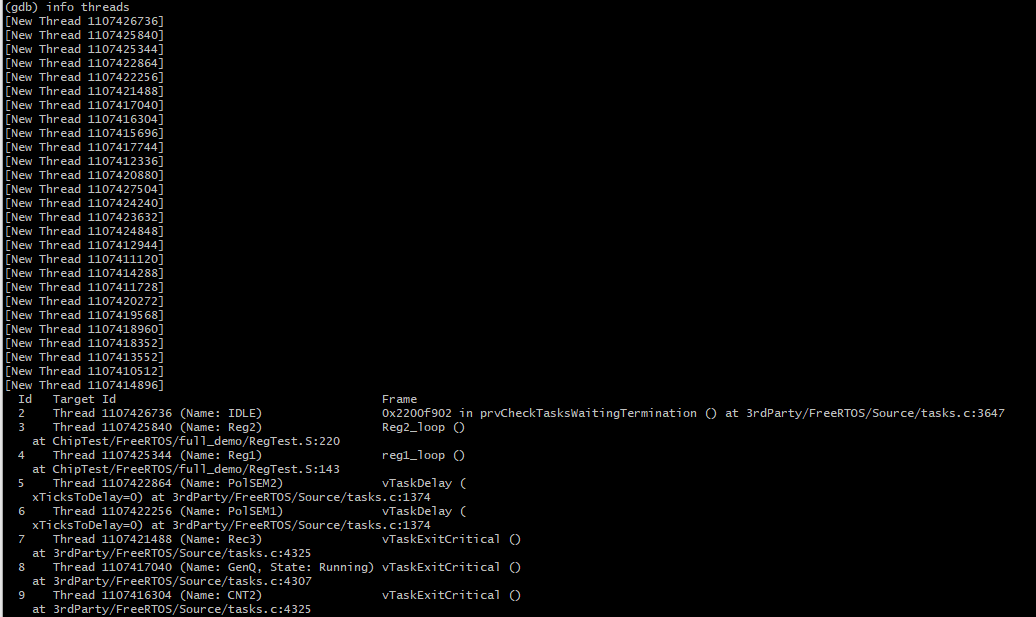 (gdb) info threads
[New Thread 1107426736]
[New Thread 1107425840]
[New Thread 1107425344]
[New Thread 1107422864]
[New Thread 1107422256]
[New Thread 1107421488]
[New Thread 1107417040]
[New Thread 1107416304]
[New Thread 1107415696]
[New Thread 1107417744]
[New Thread 1107412336]
[New Thread 1107420880]
[New Thread 1107427504]
[New Thread 1107424240]
[New Thread 1107423632]
[New Thread 1107424848]
[New Thread 1107412944]
[New Thread 1107411120]
[New Thread 1107414288]
[New Thread 1107411728]
[New Thread 1107420272]
[New Thread 1107419568]
[New Thread 1107418960]
[New Thread 1107418352]
[New Thread 1107413552]
[New Thread 1107410512]
[New Thread 1107414896]
Id Target Id Frame
2 Thread 1107426736 (Name: IDLE) 0x2200f902 in prvCheckTasksWaitingTermination () at 3rdParty/FreeRTOS/Source/tasks.c:3647
3 Thread 1107425840 (Name: Reg2) Reg2_loop ()
at ChipTest/FreeRTOS/full_demo/RegTest.S:220
4 Thread 1107425344 (Name: Reg1) reg1_loop ()
at ChipTest/FreeRTOS/full_demo/RegTest.S:143
5 Thread 1107422864 (Name: PolSEM2) vTaskDelay (
xTicksToDelay=0) at 3rdParty/FreeRTOS/Source/tasks.c:1374
6 Thread 1107422256 (Name: PolSEM1) vTaskDelay (
xTicksToDelay=0) at 3rdParty/FreeRTOS/Source/tasks.c:1374
7 Thread 1107421488 (Name: Rec3) vTaskExitCritical ()
at 3rdParty/FreeRTOS/Source/tasks.c:4325
8 Thread 1107417040 (Name: GenQ, State: Running) vTaskExitCritical ()
at 3rdParty/FreeRTOS/Source/tasks.c:4307
9 Thread 1107416304 (Name: CNT2) vTaskExitCritical ()
at 3rdParty/FreeRTOS/Source/tasks.c:4325